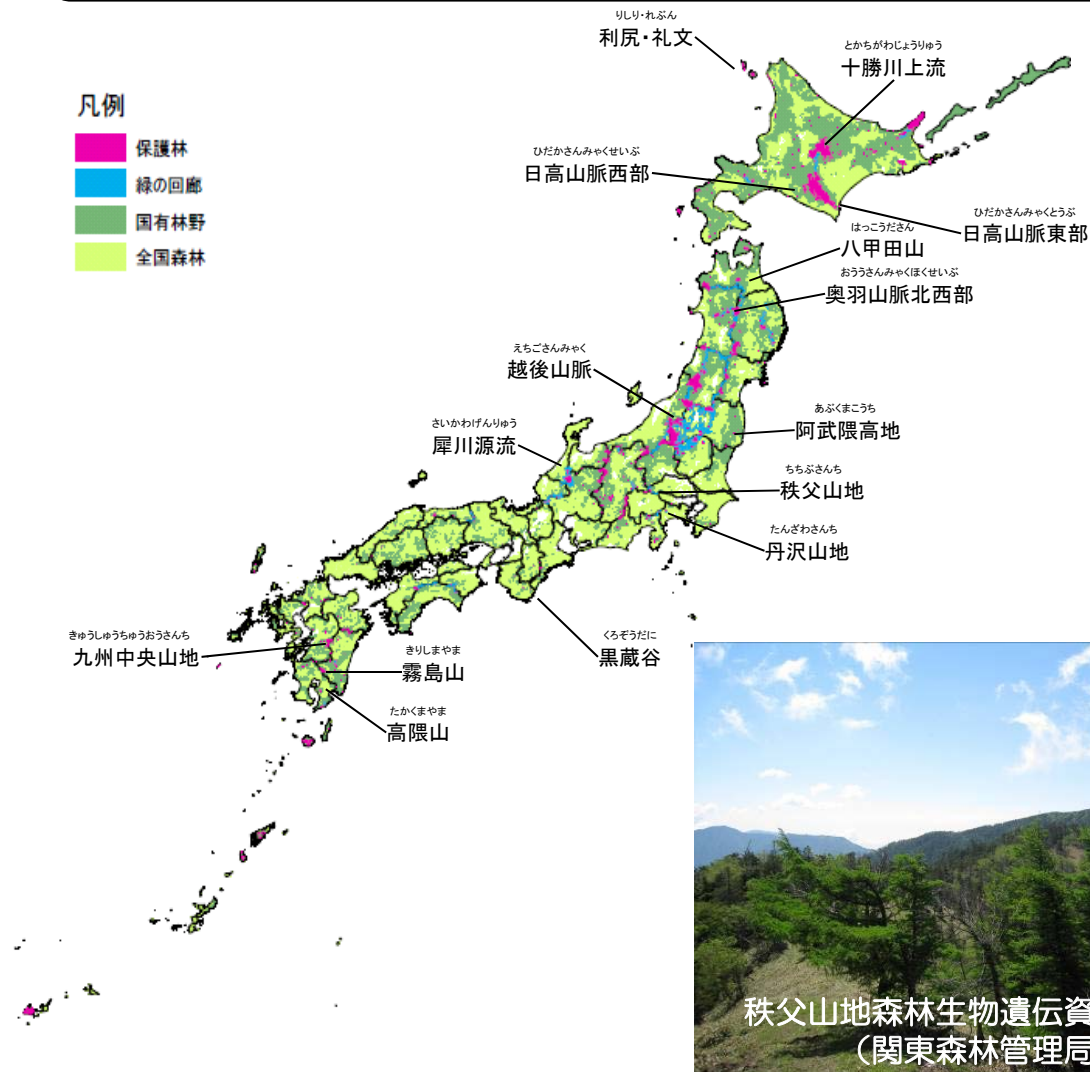 りしり・れぶん
利尻・礼文
とかちがわじょうりゅう
十勝川上流
凡例
保護林
緑の回廊
国有林野
全国森林
ひだかさんみゃくせいぶ
日高山脈西部
ひだかさんみゃくとうぶ
日高山脈東部
はっこうださん
八甲田山
おううさんみゃくほくせいぶ
奥羽山脈北西部
えちごさんみゃく
越後山脈
あぶくまこうち
阿武隈高地
さいかわげんりゅう
犀川源流
ちちぶさんち
秩父山地
たんざわさんち
丹沢山地
くろぞうだに
黒蔵谷
きゅうしゅうちゅうおうさんち
九州中央山地
きりしまやま
霧島山
たかくまやま
高隈山
秩父山地森林生物遺伝資
（関東森林管理局